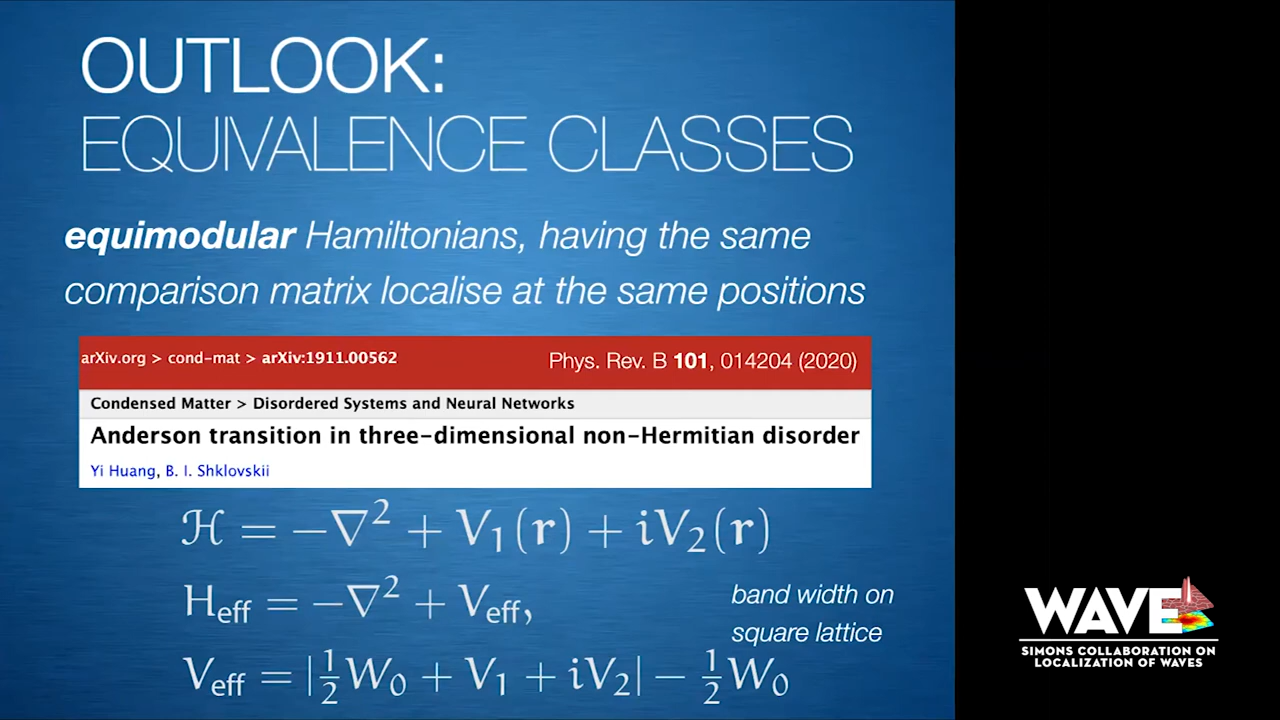 OUTLOOK:
EQUIVALENCE CLASSES
equimodular Hamiltonians, having the same
comparison matrix localise at the same positions
arXiv.org > cond-mat > arXiv:1911.00562 Phys. Rev. B 101, 014204 (2020)
Condensed Matter > Disordered Systems and Neural Networks
Anderson transition in three-dimensional non-Hermitian disorder
Yi Huang, B. I. Shklovskii
ℋ = −∇² + V₁(r) + iV₂(r)
H_eff = −∇² + V_eff,
band width on
square lattice
V_eff = |½W₀ + V₁ + iV₂| − ½W₀
WAVE
SIMONS COLLABORATION ON
LOCALIZATION OF WAVES